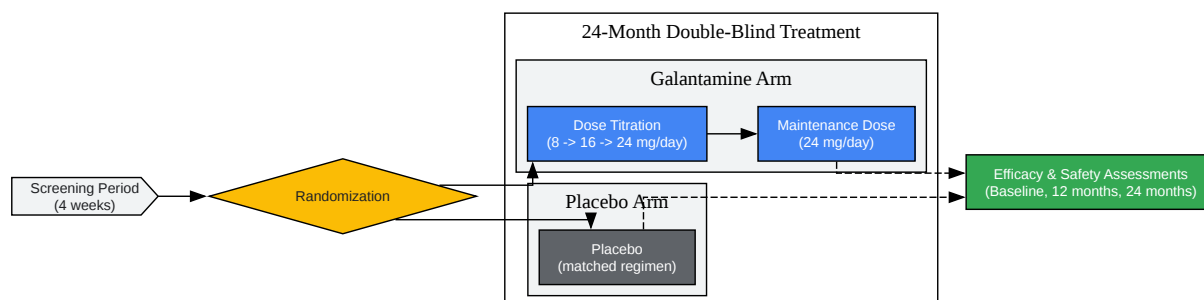 24-Month Double-Blind Treatment
Galantamine Arm
Dose Titration
(8 -> 16 -> 24 mg/day)
Maintenance Dose
(24 mg/day)
Screening Period
(4 weeks)
Randomization
Efficacy & Safety Assessments
(Baseline, 12 months, 24 months)
Placebo Arm
Placebo
(matched regimen)